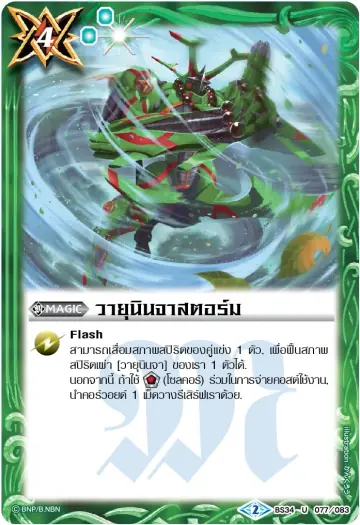 4
MAGIC วายุนินจาสตอร์ม
Flash
สามารถเสื่อมสภาพสปิริตของคู่แข่ง 1 ตัว, เพื่อฟื้นสภาพ
สปิริตเผ่า [วายุนินจา] ของเรา 1 ตัวได้.
นอกจากนี้ ถ้าใช้ (โซลคอร์) ร่วมในการจ่ายคอสต์ใช้งาน,
นำคอร์วอยด์ 1 เม็ดวางรีเสิร์ฟเราด้วย.
©BNP/B.NBN
2 BS34 - U 077/083